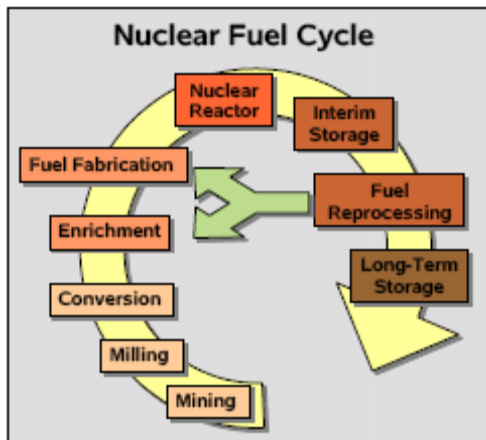 Nuclear Fuel Cycle
Nuclear
Reactor
Interim
Storage
Fuel Fabrication
Fuel
Reprocessing
Enrichment
Long-Term
Storage
Conversion
Milling
Mining